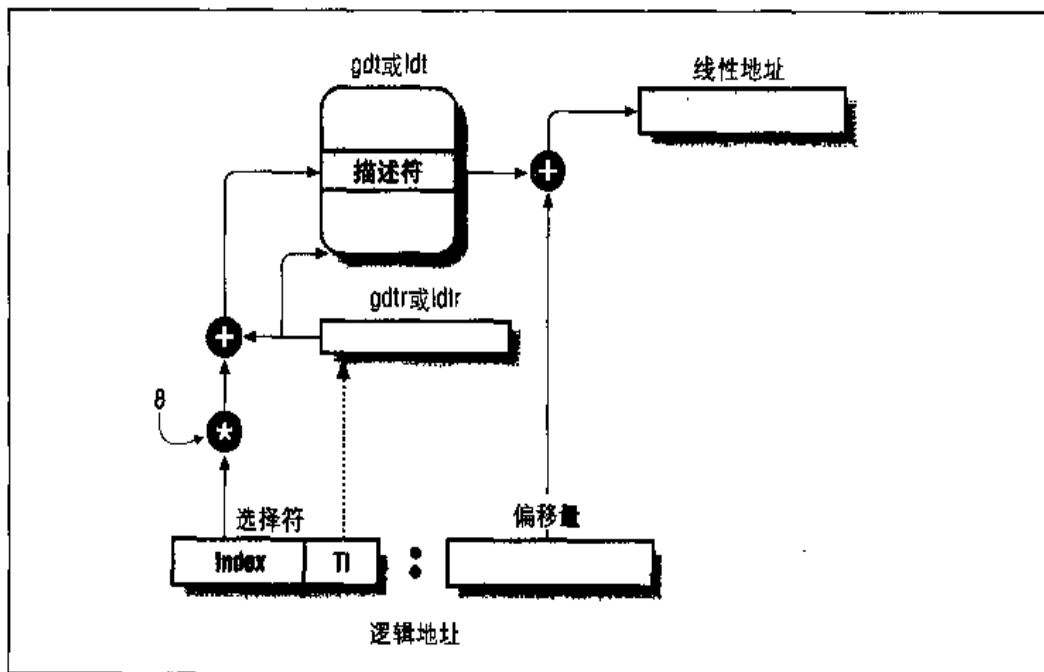 gdt或ldt
线性地址
描述符
+
gdtr或ldtr
+
8
*
选择符
偏移量
Index
TI
:
逻辑地址